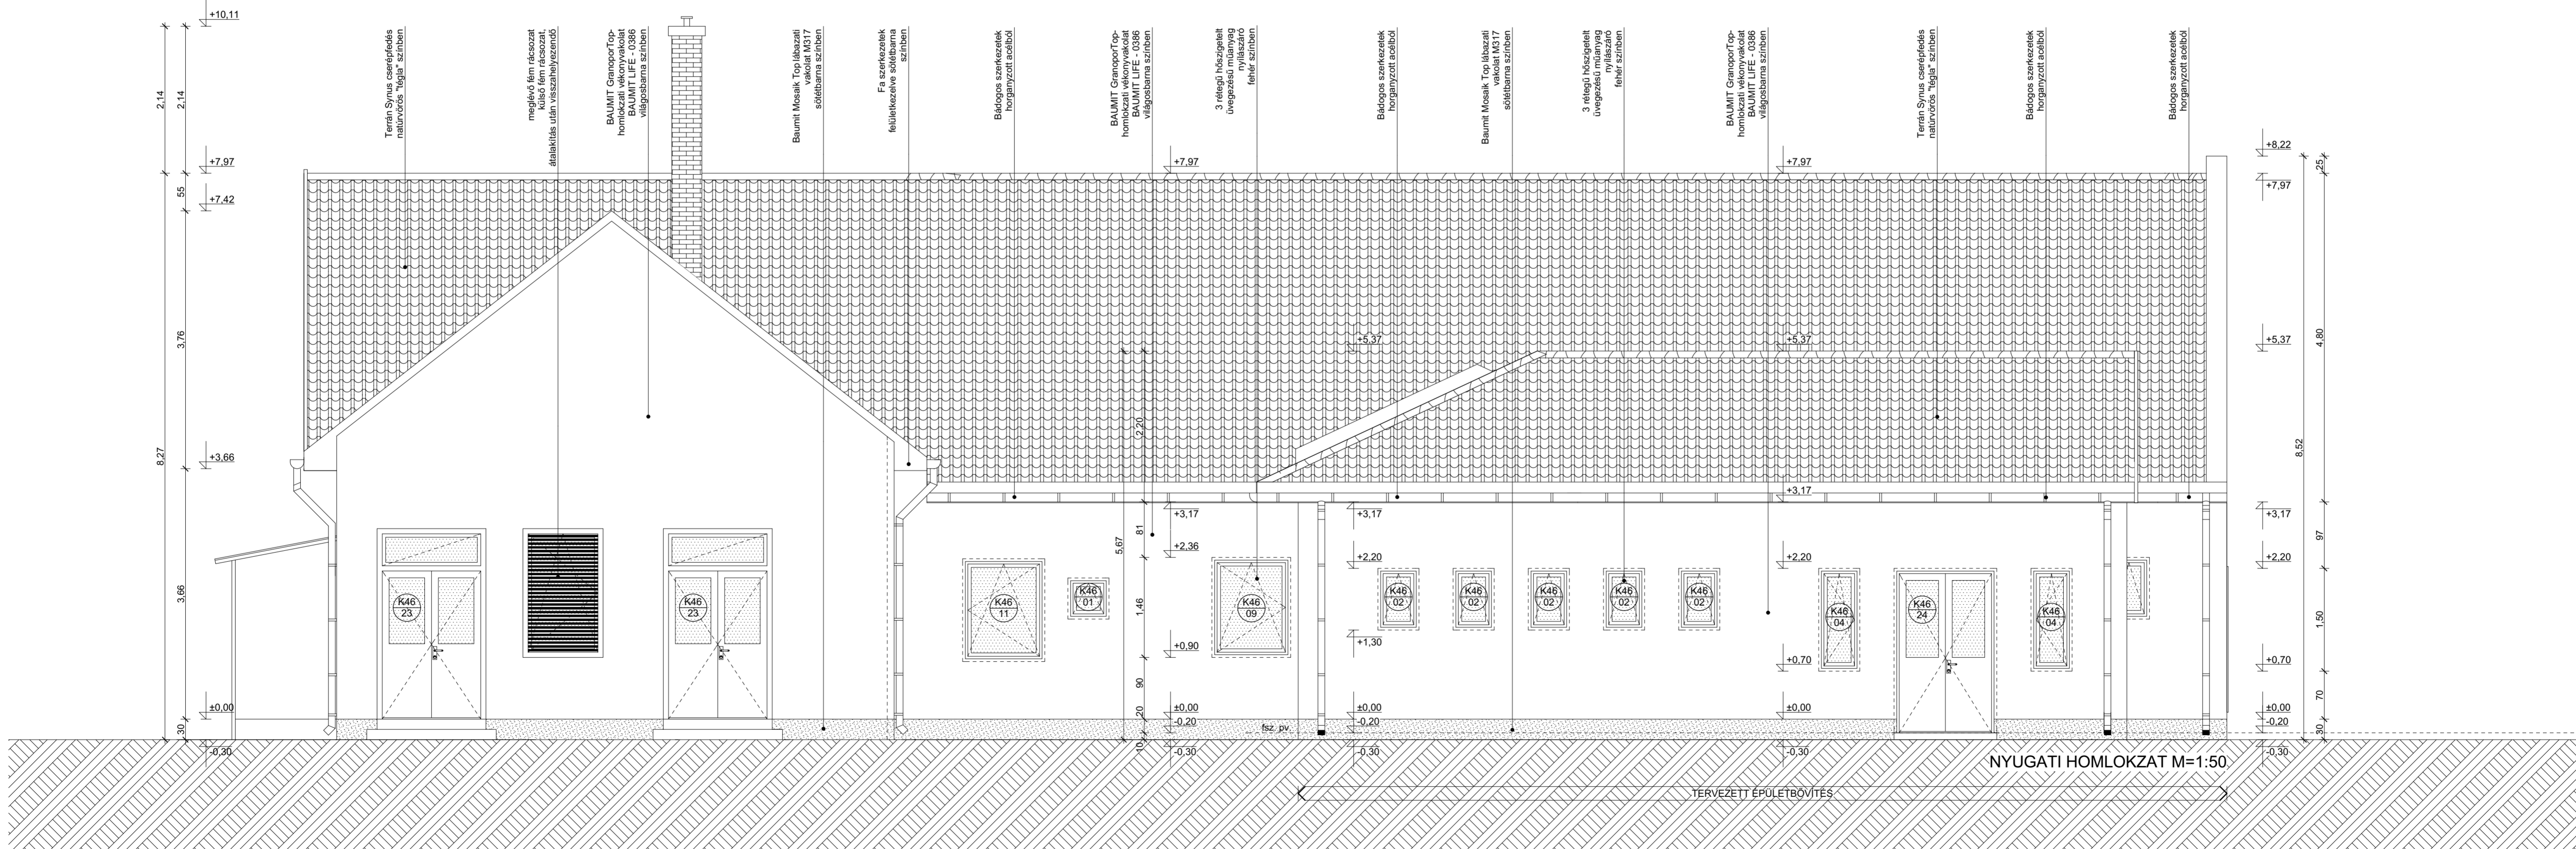 +10,11
Terrán Synus cserépfedés
natúrvörös "tégla" színben
meglévő fém rácsozat
külső fém rácsozat,
átalakítás után visszahelyezendő
BAUMIT GranoporTop-
homlokzati vékonyvakolat
BAUMIT LIFE - 0386
világosbarna színben
Baumit Mosaik Top lábazati
vakolat M317
sötétbarna színben
Fa szerkezetek
felületkezelve sötétbarna
színben
Bádogos szerkezetek
horganyzott acélból
BAUMIT GranoporTop-
homlokzati vékonyvakolat
BAUMIT LIFE - 0386
világosbarna színben
3 rétegű hőszigetelt
üvegezésű műanyag
nyílászáró
fehér színben
Bádogos szerkezetek
horganyzott acélból
Baumit Mosaik Top lábazati
vakolat M317
sötétbarna színben
3 rétegű hőszigetelt
üvegezésű műanyag
nyílászáró
fehér színben
BAUMIT GranoporTop-
homlokzati vékonyvakolat
BAUMIT LIFE - 0386
világosbarna színben
Terrán Synus cserépfedés
natúrvörös "tégla" színben
Bádogos szerkezetek
horganyzott acélból
Bádogos szerkezetek
horganyzott acélból
2,14
2,14
+7,97
55
+7,42
3,76
8,27
+3,66
3,66
±0,00
30
-0,30
+7,97
+7,97
+8,22
25
+7,97
+5,37
+5,37
+5,37
4,80
8,52
2,20
5,67
+3,17
+3,17
+3,17
+3,17
81
97
+2,36
+2,20
+2,20
+2,20
1,46
1,50
+0,90
+1,30
+0,70
+0,70
90
70
20
±0,00
-0,20
±0,00
-0,20
±0,00
±0,00
-0,20
10
30
-0,30
-0,30
-0,30
-0,30
fsz. pv.
K46
23
K46
23
K46
11
K46
01
K46
09
K46
02
K46
02
K46
02
K46
02
K46
02
K46
04
K46
24
K46
04
NYUGATI HOMLOKZAT M=1:50
TERVEZETT ÉPÜLETBŐVÍTÉS